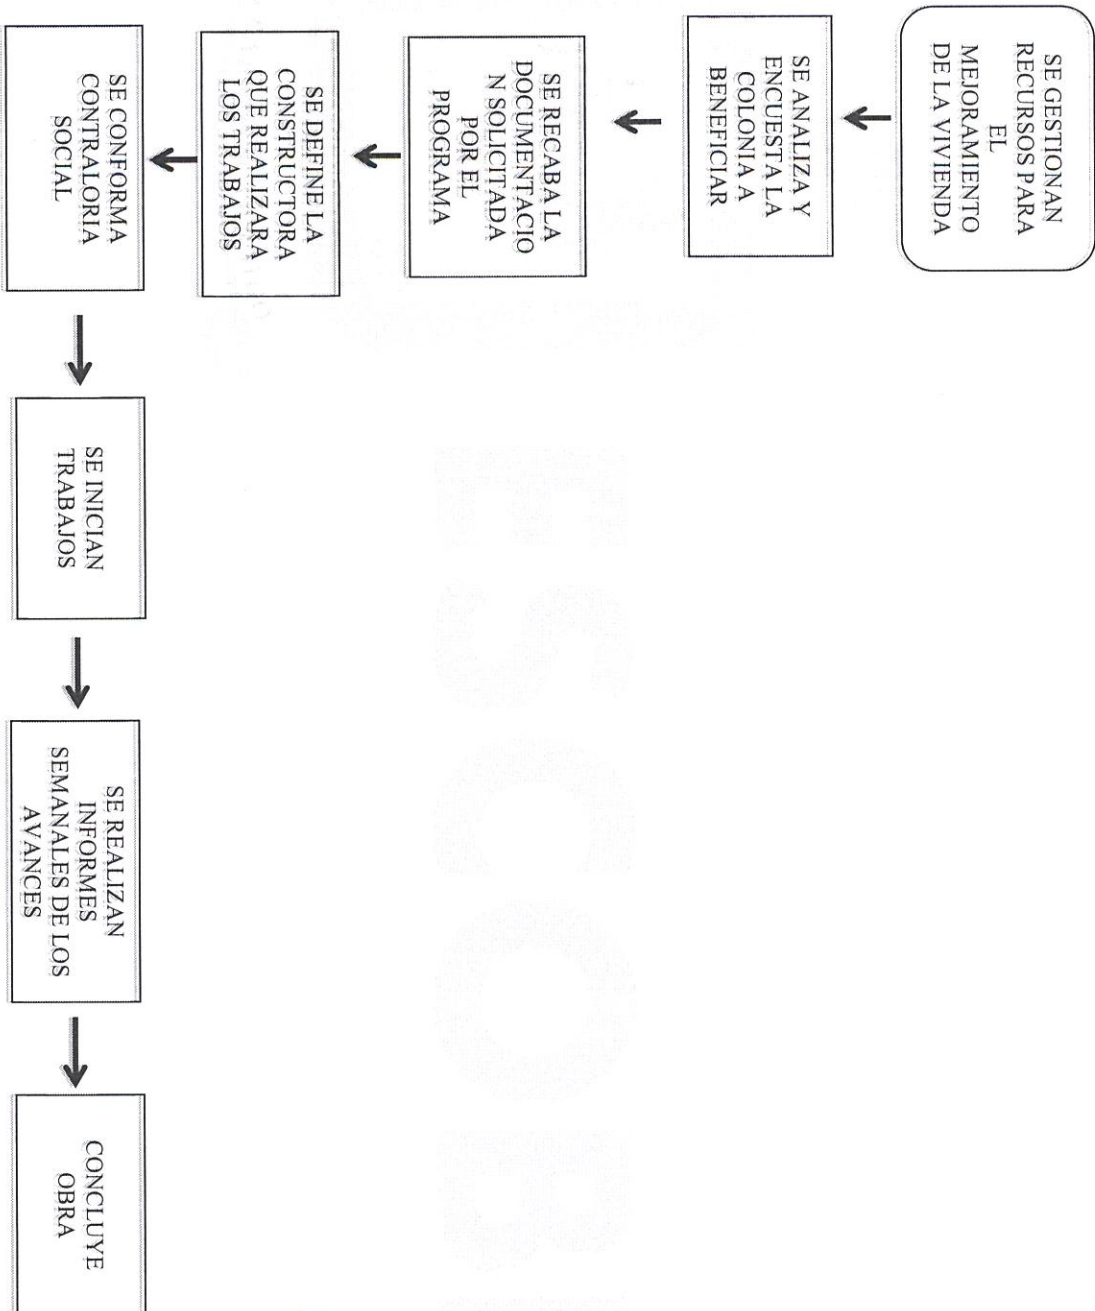 SE GESTIONAN
RECURSOS PARA
EL
MEJORAMIENTO
DE LA VIVIENDA
SE ANALIZA Y
ENCUESTA LA
COLONIA A
BENEFICIAR
SE RECABA LA
DOCUMENTACIO
N SOLICITADA
POR EL
PROGRAMA
SE DEFINE LA
CONSTRUCTORA
QUE REALIZARA
LOS TRABAJOS
SE CONFORMA
CONTRALORIA
SOCIAL
SE INICIAN
TRABAJOS
SE REALIZAN
INFORMES
SEMANALES DE LOS
AVANCES
CONCLUYE
OBRA